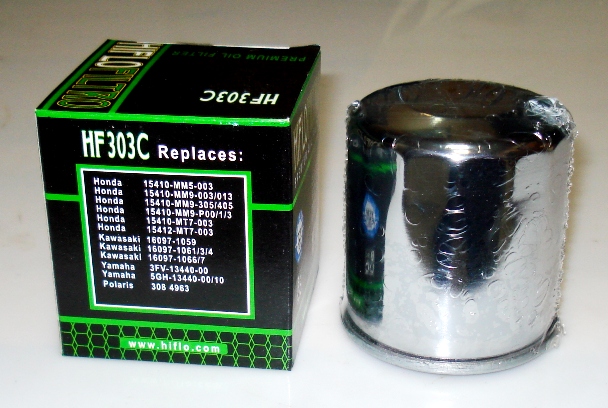 HIFLOFILTRO
PREMIUM OIL FILTER
HF303C
HF303C Replaces:
Honda 15410-MM5-003
Honda 15410-MM9-003/013
Honda 15410-MM9-305/405
Honda 15410-MM9-P00/1/3
Honda 15410-MT7-003
Honda 15412-MT7-003
Kawasaki 16097-1059
Kawasaki 16097-1061/3/4
Kawasaki 16097-1066/7
Yamaha 3FV-13440-00
Yamaha 5GH-13440-00/10
Polaris 308 4963
www.hiflo.com